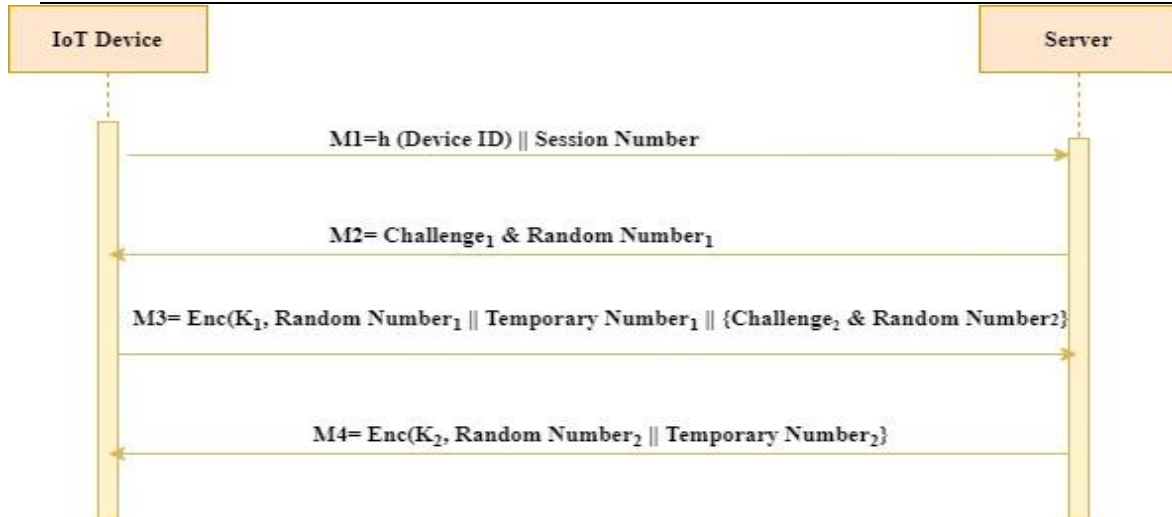 IoT Device
Server
M1=h (Device ID) || Session Number
M2= Challenge₁ & Random Number₁
M3= Enc(K₁, Random Number₁ || Temporary Number₁ || {Challenge₂ & Random Number2}
M4= Enc(K₂, Random Number₂ || Temporary Number₂}